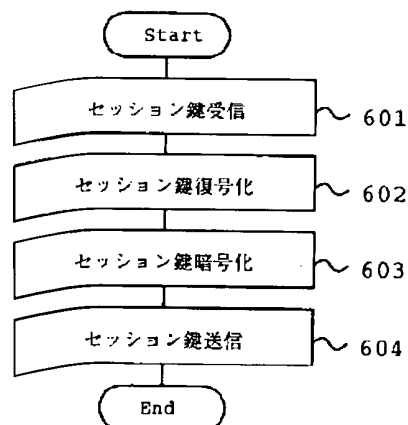 Start
セッション鍵受信 601
セッション鍵復号化 602
セッション鍵暗号化 603
セッション鍵送信 604
End